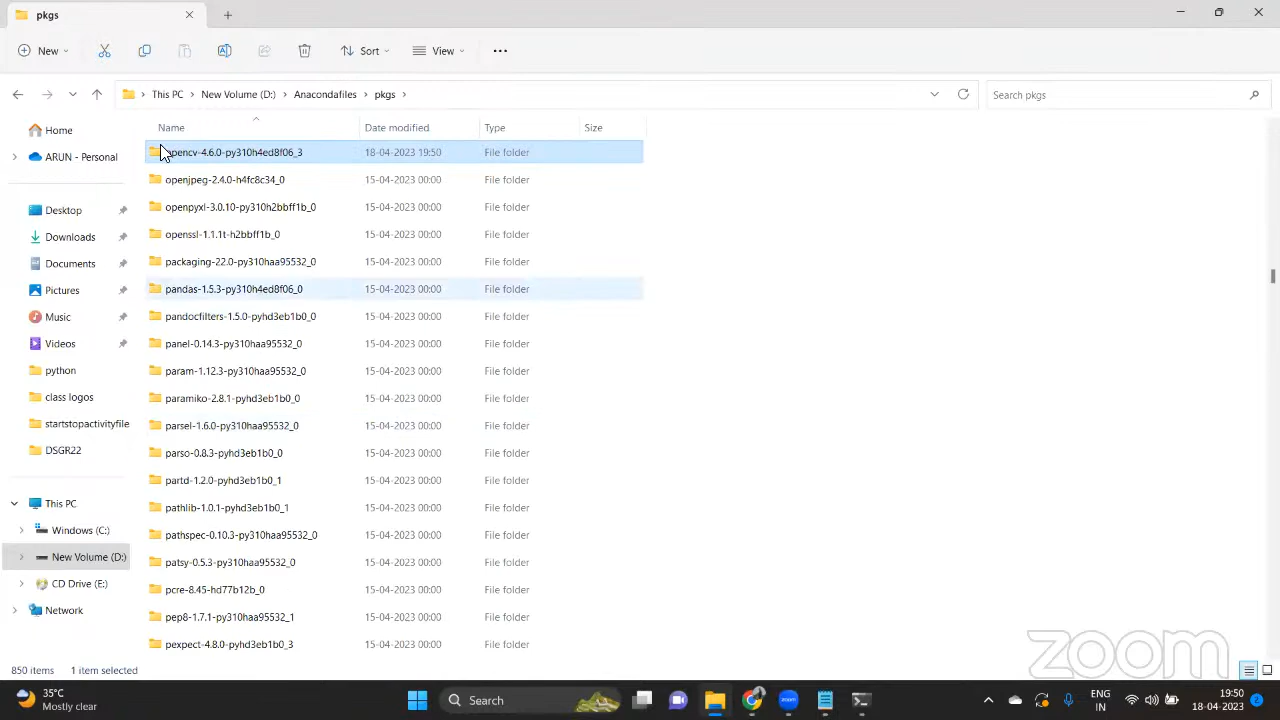 pkgs
New
Sort
View
This PC > New Volume (D:) > Anacondafiles > pkgs >
Search pkgs
Name Date modified Type Size
Home
ARUN - Personal
Desktop
Downloads
Documents
Pictures
Music
Videos
python
class logos
startstopactivityfile
DSGR22
This PC
Windows (C:)
New Volume (D:)
CD Drive (E:)
Network
opencv-4.6.0-py310h4ed8f06_3 18-04-2023 19:50 File folder
openjpeg-2.4.0-h4fc8c34_0 15-04-2023 00:00 File folder
openpyxl-3.0.10-py310h2bbff1b_0 15-04-2023 00:00 File folder
openssl-1.1.1t-h2bbff1b_0 15-04-2023 00:00 File folder
packaging-22.0-py310haa95532_0 15-04-2023 00:00 File folder
pandas-1.5.3-py310h4ed8f06_0 15-04-2023 00:00 File folder
pandocfilters-1.5.0-pyhd3eb1b0_0 15-04-2023 00:00 File folder
panel-0.14.3-py310haa95532_0 15-04-2023 00:00 File folder
param-1.12.3-py310haa95532_0 15-04-2023 00:00 File folder
paramiko-2.8.1-pyhd3eb1b0_0 15-04-2023 00:00 File folder
parsel-1.6.0-py310haa95532_0 15-04-2023 00:00 File folder
parso-0.8.3-pyhd3eb1b0_0 15-04-2023 00:00 File folder
partd-1.2.0-pyhd3eb1b0_1 15-04-2023 00:00 File folder
pathlib-1.0.1-pyhd3eb1b0_1 15-04-2023 00:00 File folder
pathspec-0.10.3-py310haa95532_0 15-04-2023 00:00 File folder
patsy-0.5.3-py310haa95532_0 15-04-2023 00:00 File folder
pcre-8.45-hd77b12b_0 15-04-2023 00:00 File folder
pep8-1.7.1-py310haa95532_1 15-04-2023 00:00 File folder
pexpect-4.8.0-pyhd3eb1b0_3 15-04-2023 00:00 File folder
850 items 1 item selected
zoom
35°C
Mostly clear
Search
zoom
ENG
IN
19:50
18-04-2023
2